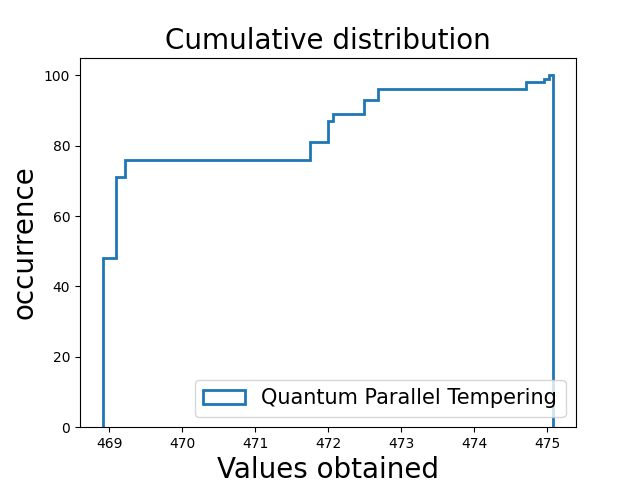 Cumulative distribution
100
80
60
40
20
0
occurrence
Quantum Parallel Tempering
469 470 471 472 473 474 475
Values obtained